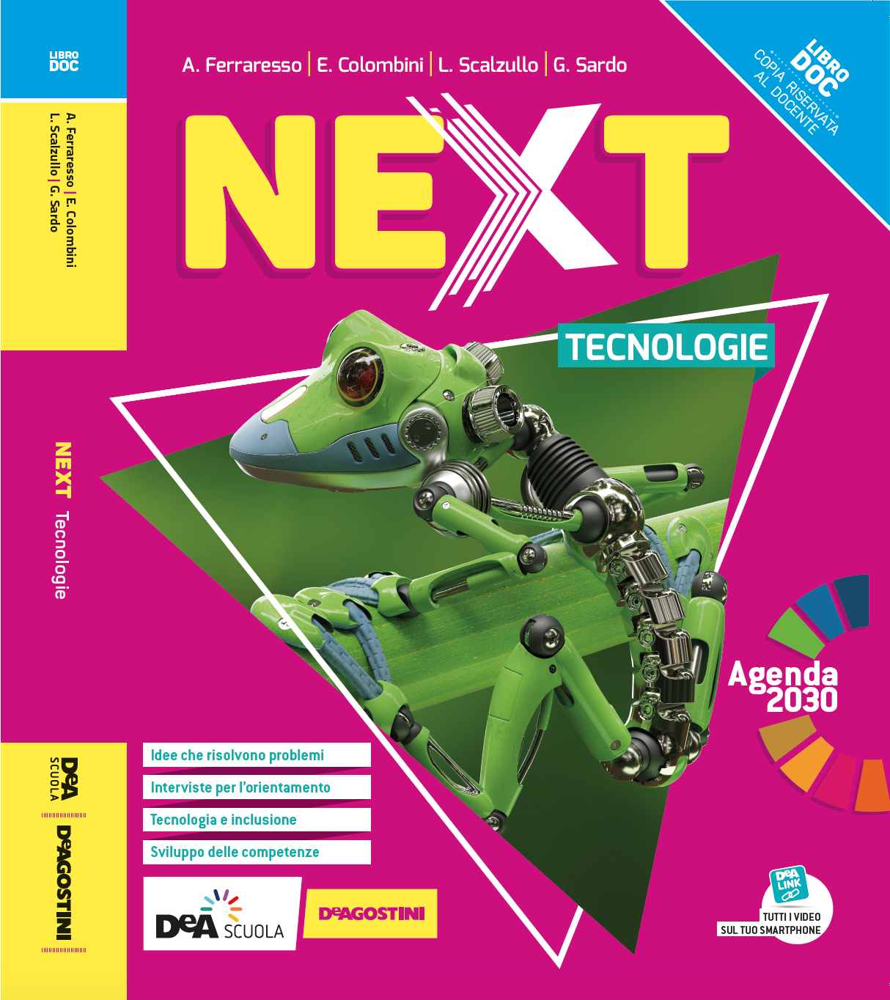 LIBRO
DOC
A. Ferraresso | E. Colombini
L. Scalzullo | G. Sardo
NEXT Tecnologie
DeA
SCUOLA
DeAGOSTINI
A. Ferraresso | E. Colombini | L. Scalzullo | G. Sardo
LIBRO
DOC
COPIA RISERVATA
AL DOCENTE
NEXT
TECNOLOGIE
Agenda
2030
Idee che risolvono problemi
Interviste per l'orientamento
Tecnologia e inclusione
Sviluppo delle competenze
DeA SCUOLA
DeAGOSTINI
DeA
LINK
TUTTI I VIDEO
SUL TUO SMARTPHONE